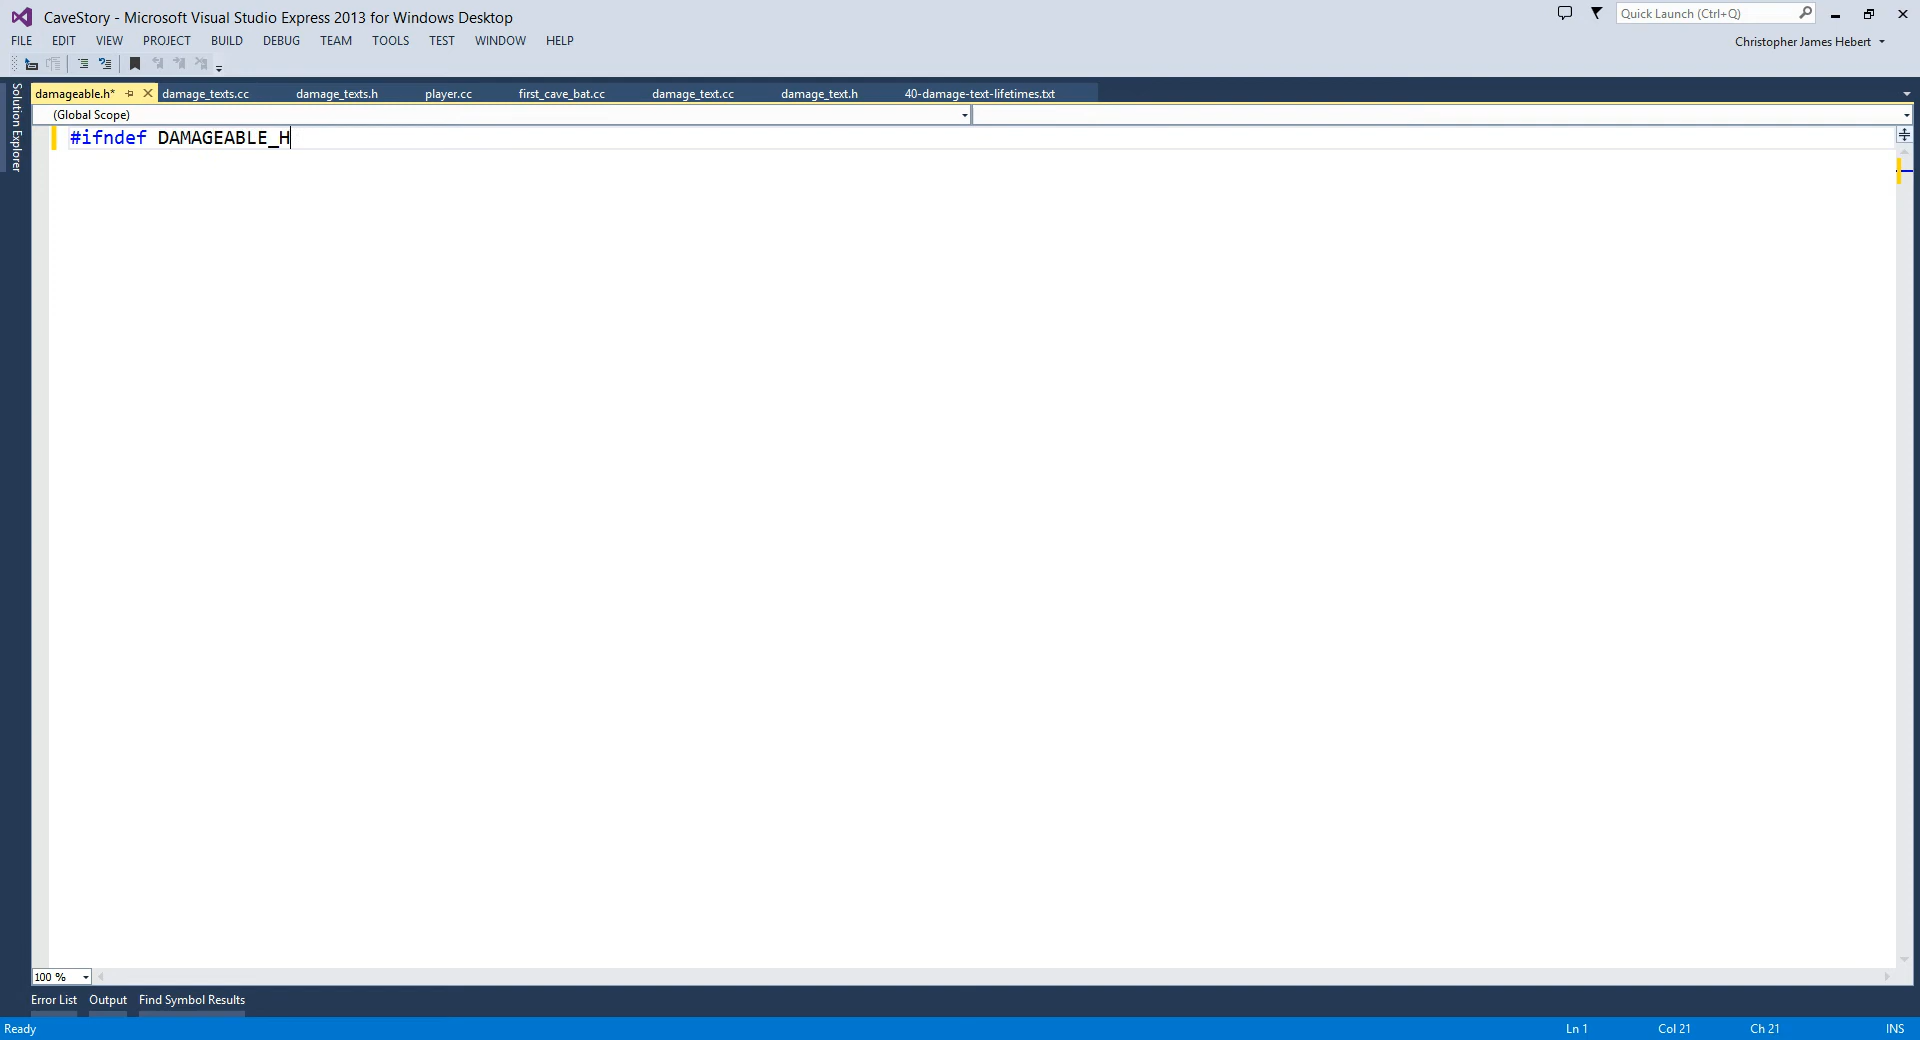 CaveStory - Microsoft Visual Studio Express 2013 for Windows Desktop
Quick Launch (Ctrl+Q)
FILE EDIT VIEW PROJECT BUILD DEBUG TEAM TOOLS TEST WINDOW HELP
Christopher James Hebert
Solution Explorer
damageable.h* damage_texts.cc damage_texts.h player.cc first_cave_bat.cc damage_text.cc damage_text.h 40-damage-text-lifetimes.txt
(Global Scope)
#ifndef DAMAGEABLE_H
100 %
Error List Output Find Symbol Results
Ready Ln 1 Col 21 Ch 21 INS